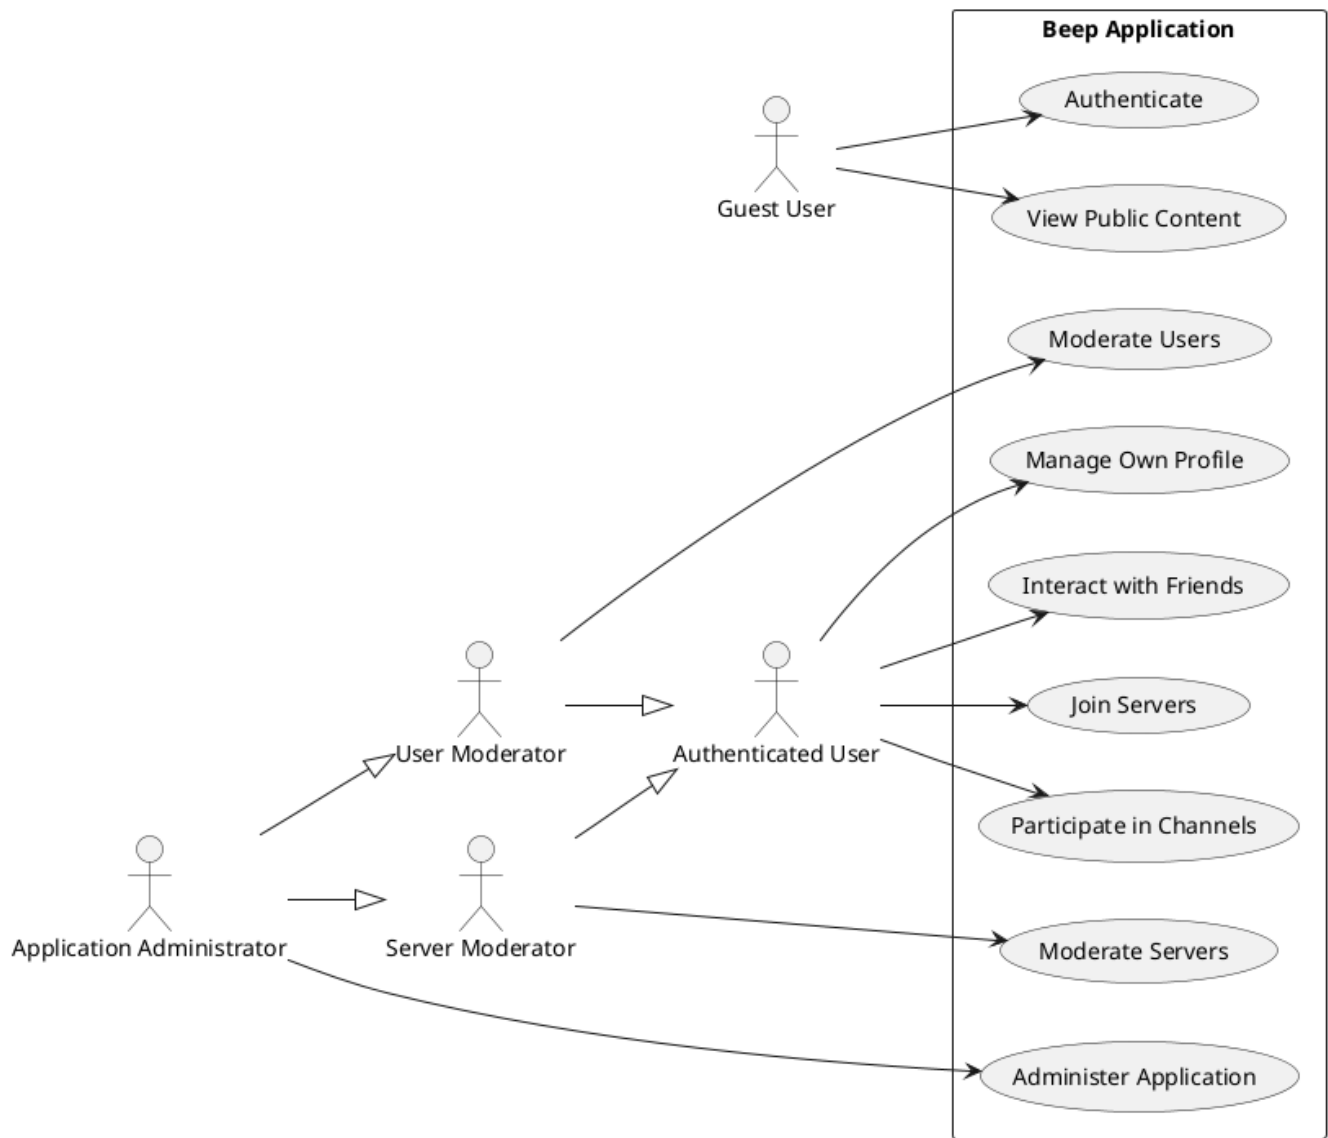 Beep Application
Authenticate
Guest User
View Public Content
Moderate Users
Manage Own Profile
Interact with Friends
Join Servers
User Moderator
Authenticated User
Participate in Channels
Application Administrator
Server Moderator
Moderate Servers
Administer Application